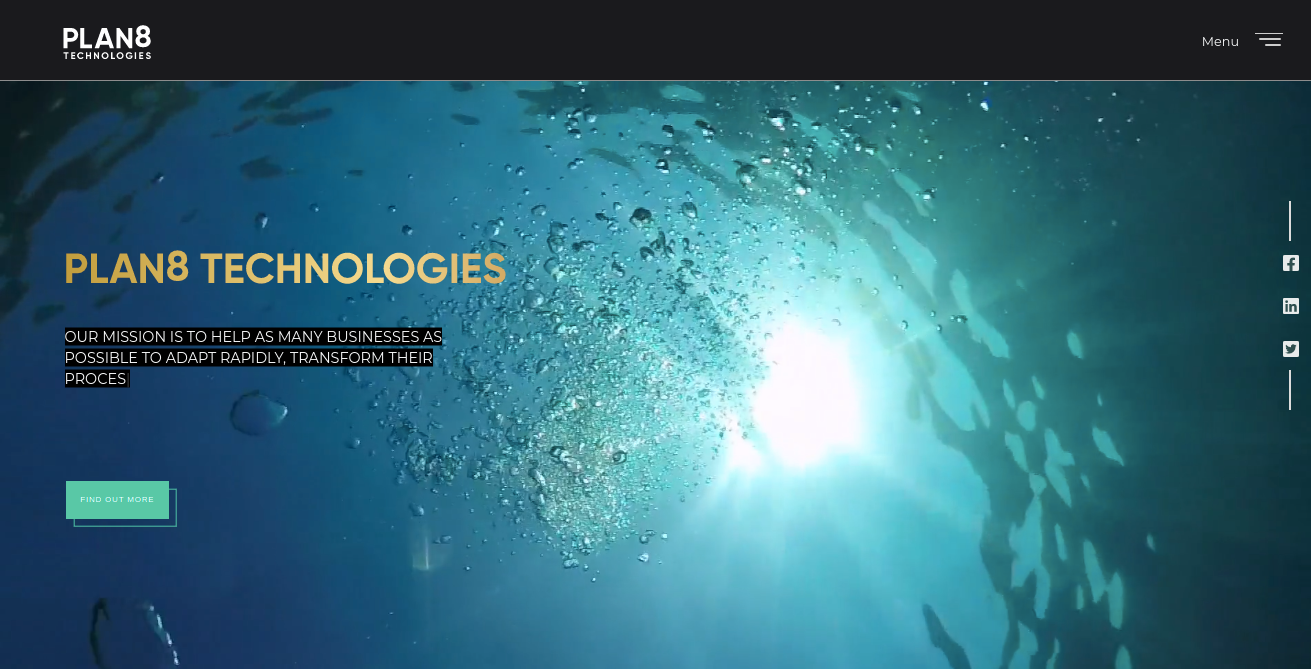 PLAN8
TECHNOLOGIES
Menu
PLAN8 TECHNOLOGIES
OUR MISSION IS TO HELP AS MANY BUSINESSES AS
POSSIBLE TO ADAPT RAPIDLY, TRANSFORM THEIR
PROCES
FIND OUT MORE